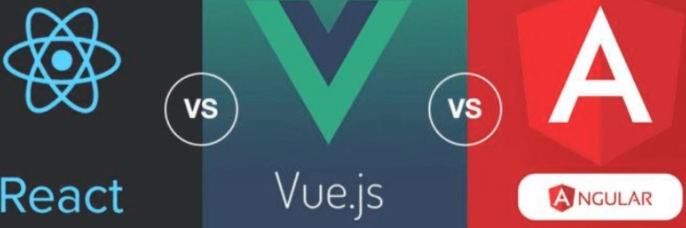 VS
VS
A
React
Vue.js
ANGULAR